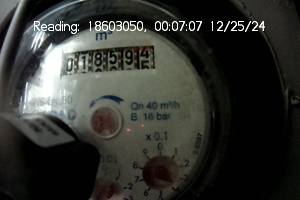 Reading: 18603050, 00:07:07 12/25/24
m³
018594
Qn 40 m³/h
B 16 bar
x 0.1